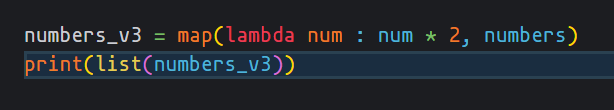 numbers_v3 = map(lambda num : num * 2, numbers)
print(list(numbers_v3))